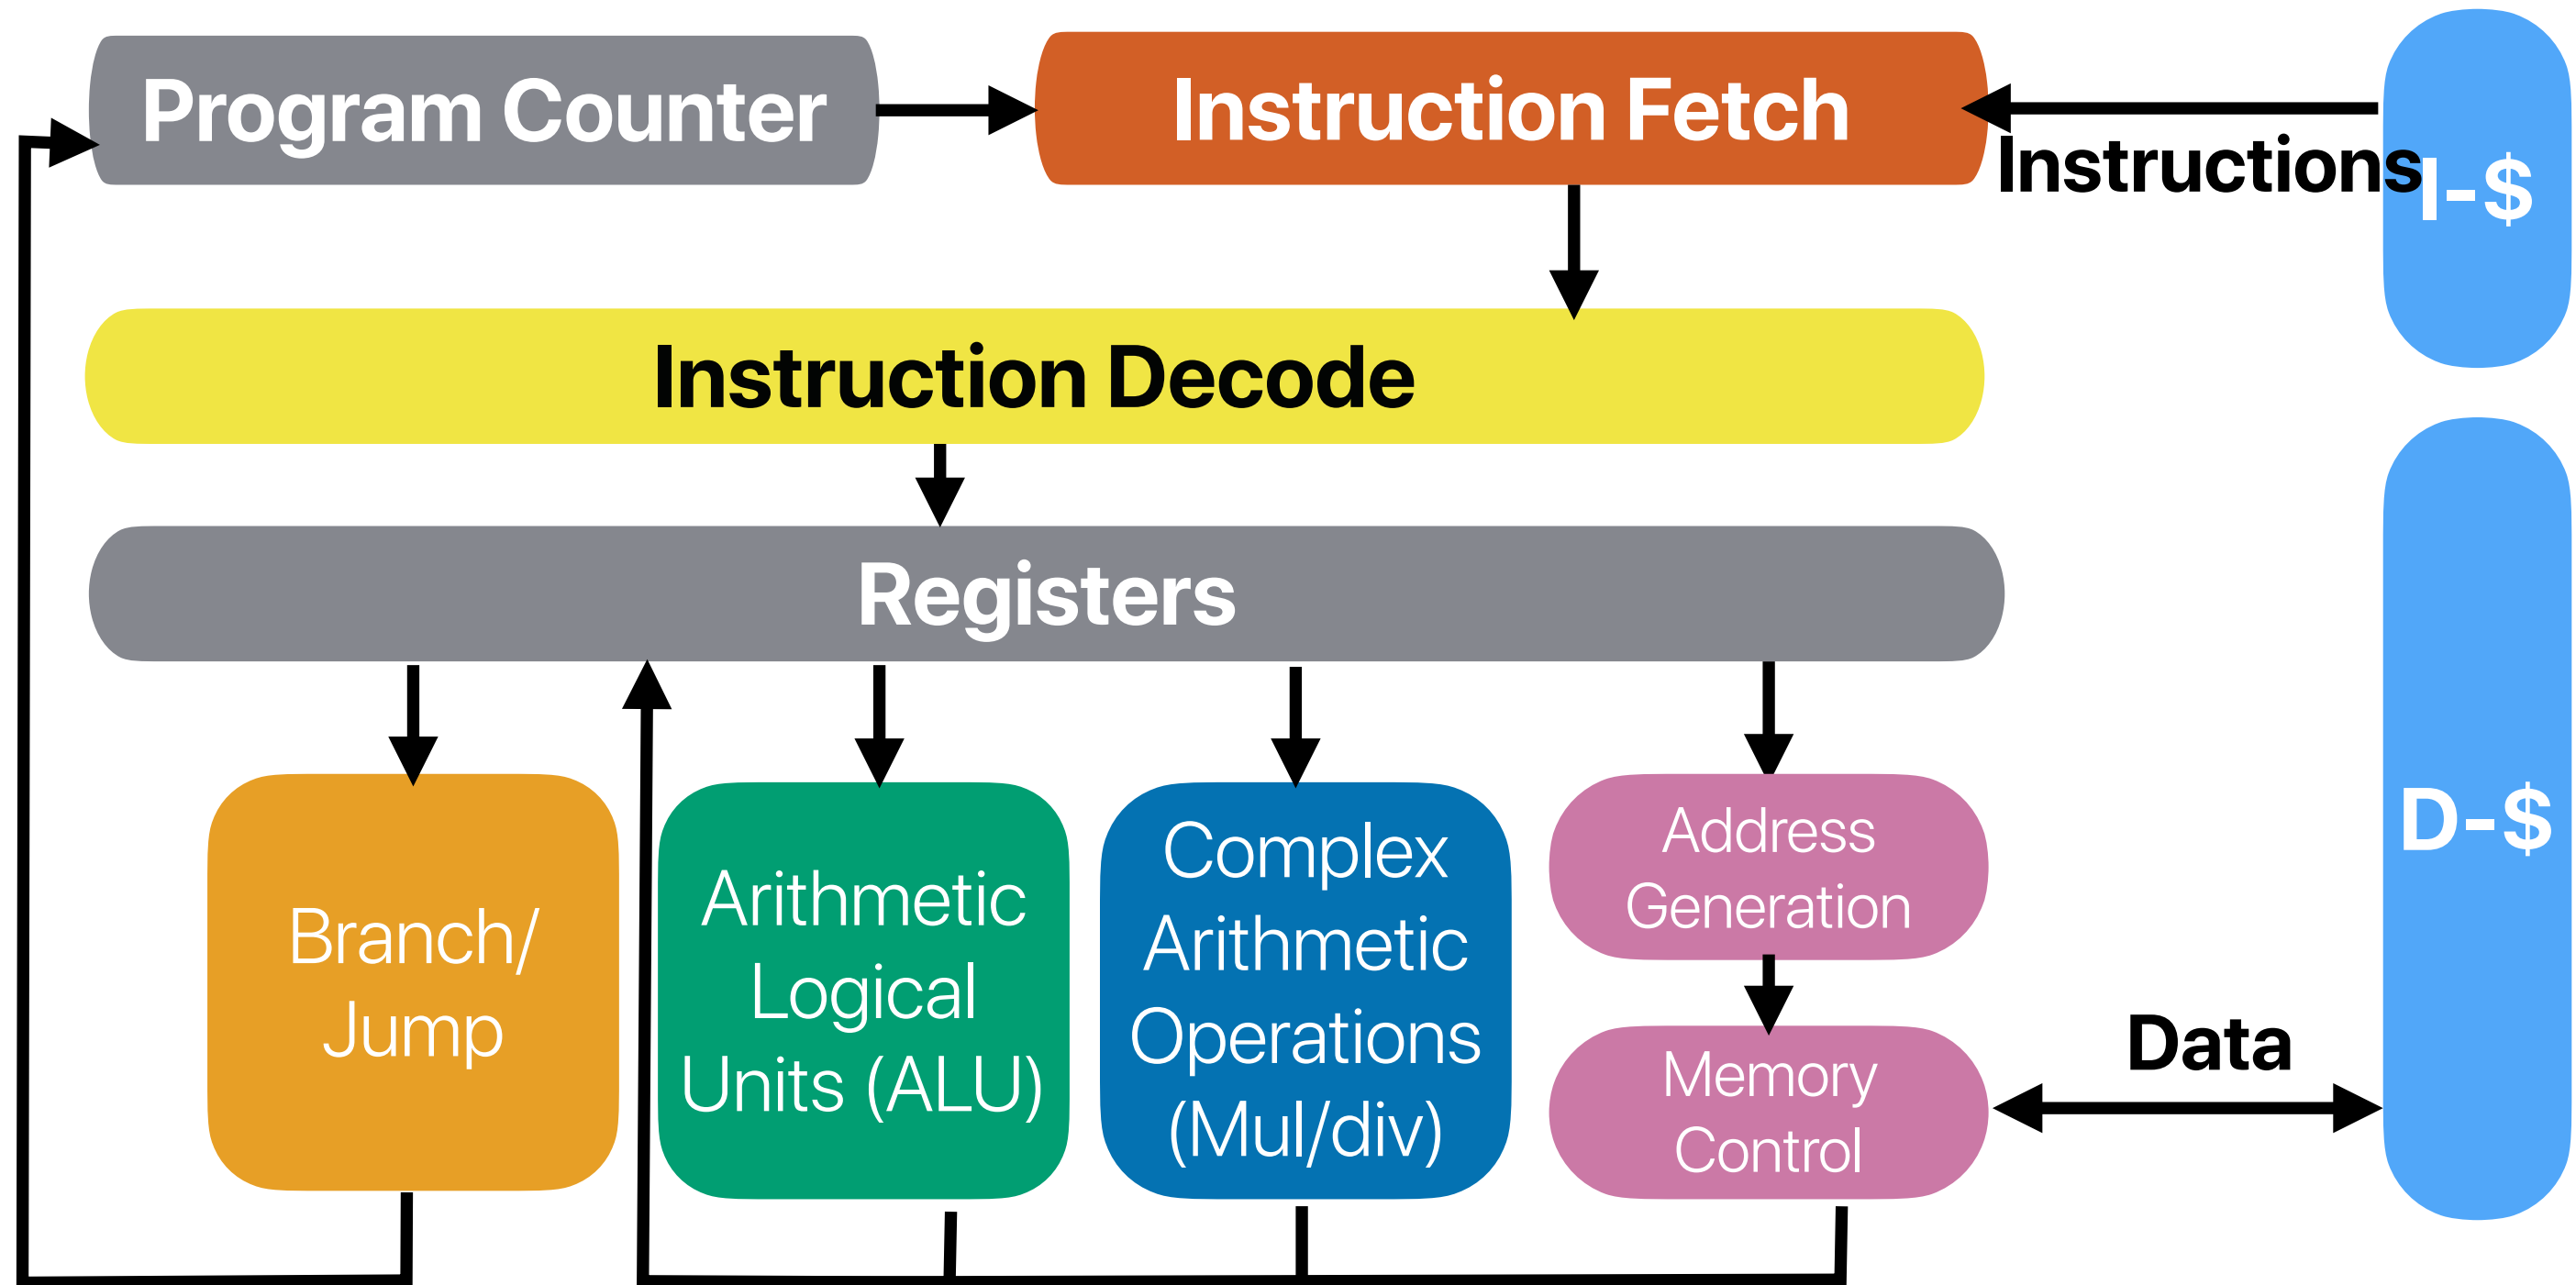 Program Counter
Instruction Fetch
Instructions
I-$
Instruction Decode
Registers
Branch/
Jump
Arithmetic
Logical
Units (ALU)
Complex
Arithmetic
Operations
(Mul/div)
Address
Generation
Memory
Control
Data
D-$